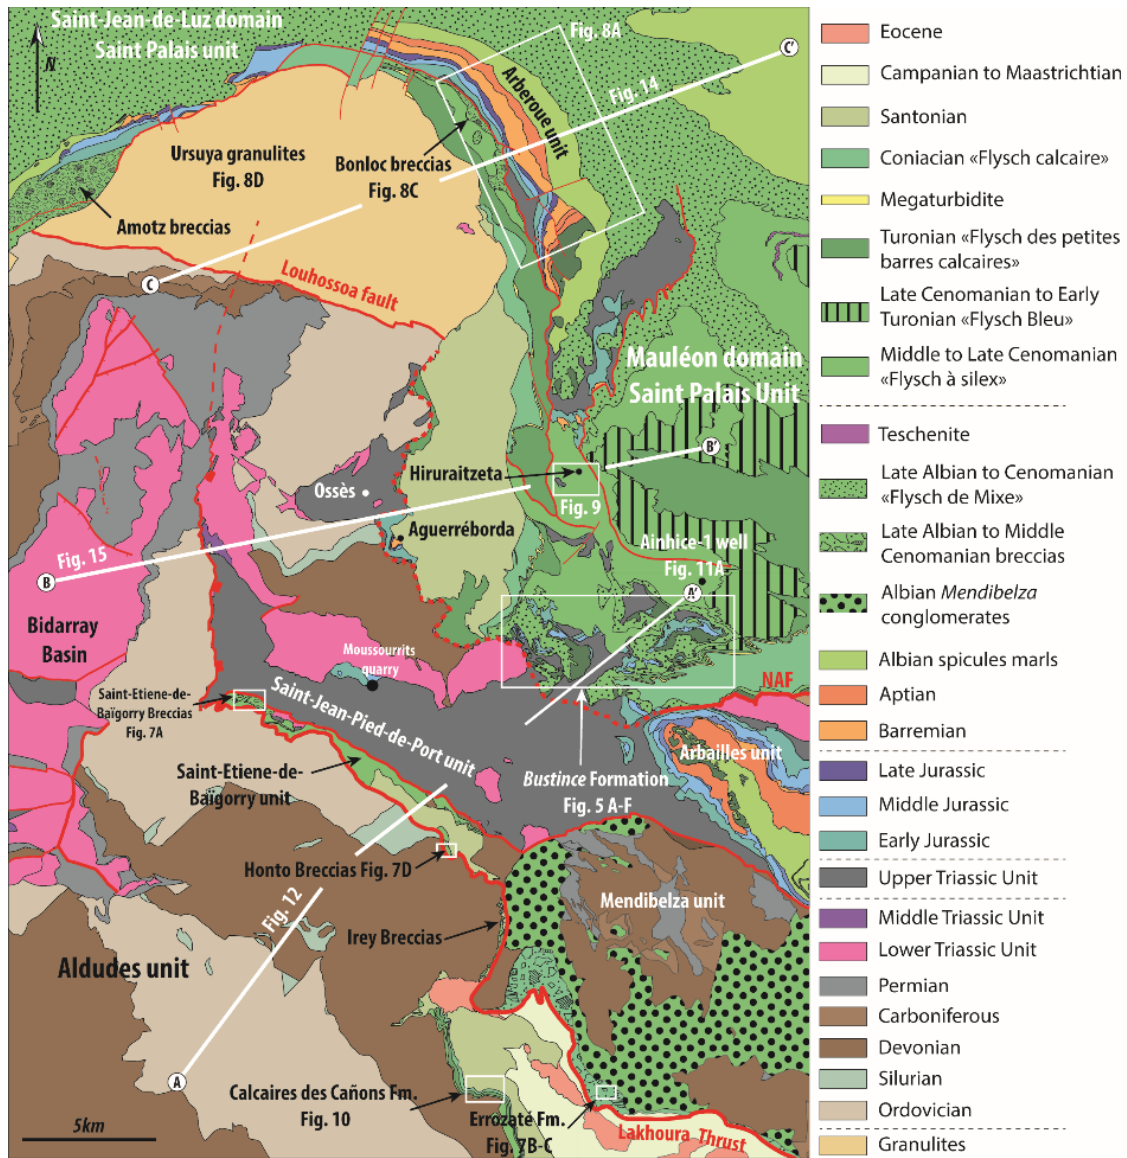 Saint-Jean-de-Luz domain
Saint Palais unit
N
Fig. 8A
C'
Arberoue unit
Fig. 14
Ursuya granulites
Fig. 8D
Bonloc breccias
Fig. 8C
Amotz breccias
C
Louhossoa fault
Mauléon domain
Saint Palais Unit
B'
Hiruraitzeta
Fig. 9
Ossès
Aguerréborda
Ainhice-1 well
Fig. 11A
Fig. 15
B
A'
Bidarray
Basin
Moussourrits
quarry
NAF
Saint-Etiene-de-
Baïgorry Breccias
Fig. 7A
Saint-Jean-Pied-de-Port unit
Arbailles unit
Saint-Etiene-de-
Baïgorry unit
Bustince Formation
Fig. 5 A-F
Honto Breccias Fig. 7D
Mendibelza unit
Fig. 12
Irey Breccias
Aldudes unit
A
Calcaires des Cañons Fm.
Fig. 10
Errozaté Fm.
Fig. 7B-C
Lakhoura Thrust
5km
Eocene
Campanian to Maastrichtian
Santonian
Coniacian «Flysch calcaire»
Megaturbidite
Turonian «Flysch des petites
barres calcaires»
Late Cenomanian to Early
Turonian «Flysch Bleu»
Middle to Late Cenomanian
«Flysch à silex»
Teschenite
Late Albian to Cenomanian
«Flysch de Mixe»
Late Albian to Middle
Cenomanian breccias
Albian Mendibelza
conglomerates
Albian spicules marls
Aptian
Barremian
Late Jurassic
Middle Jurassic
Early Jurassic
Upper Triassic Unit
Middle Triassic Unit
Lower Triassic Unit
Permian
Carboniferous
Devonian
Silurian
Ordovician
Granulites